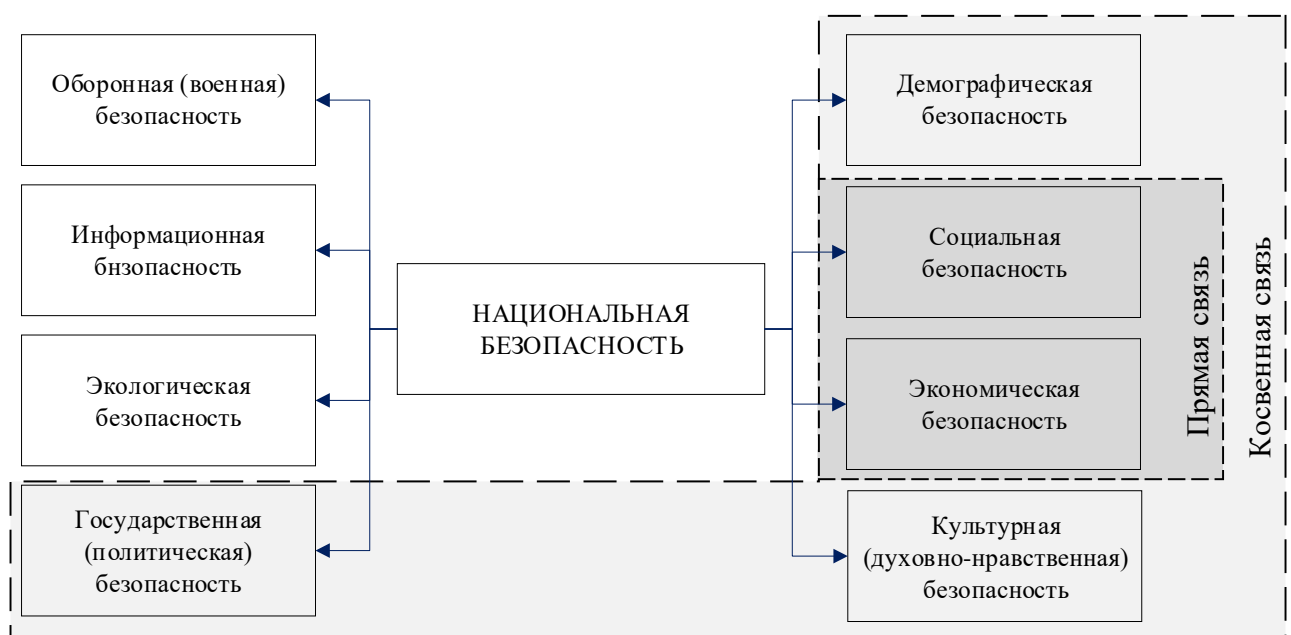 Оборонная (военная)
безопасность
Информационная
бнзопасность
Экологическая
безопасность
Государственная
(политическая)
безопасность
НАЦИОНАЛЬНАЯ
БЕЗОПАСНОСТЬ
Демографическая
безопасность
Социальная
безопасность
Экономическая
безопасность
Культурная
(духовно-нравственная)
безопасность
Прямая связь
Косвенная связь